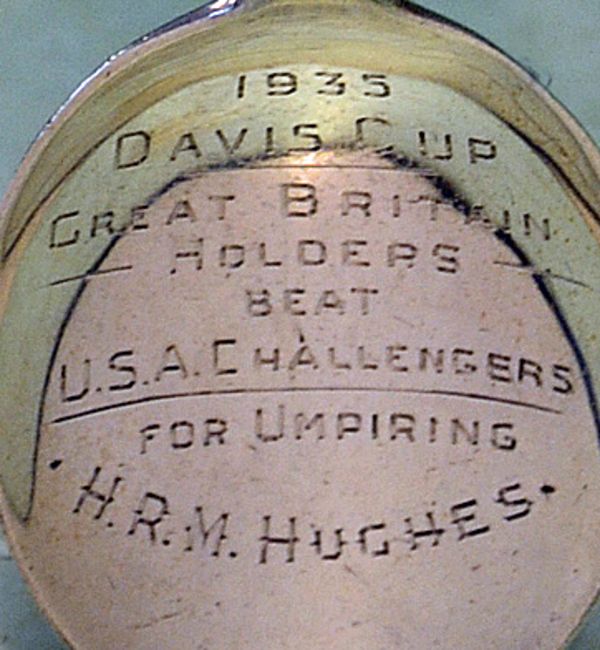 1935
DAVIS CUP
GREAT BRITAIN
HOLDERS
BEAT
U.S.A. CHALLENGERS
FOR UMPIRING
H.R.M. HUGHES